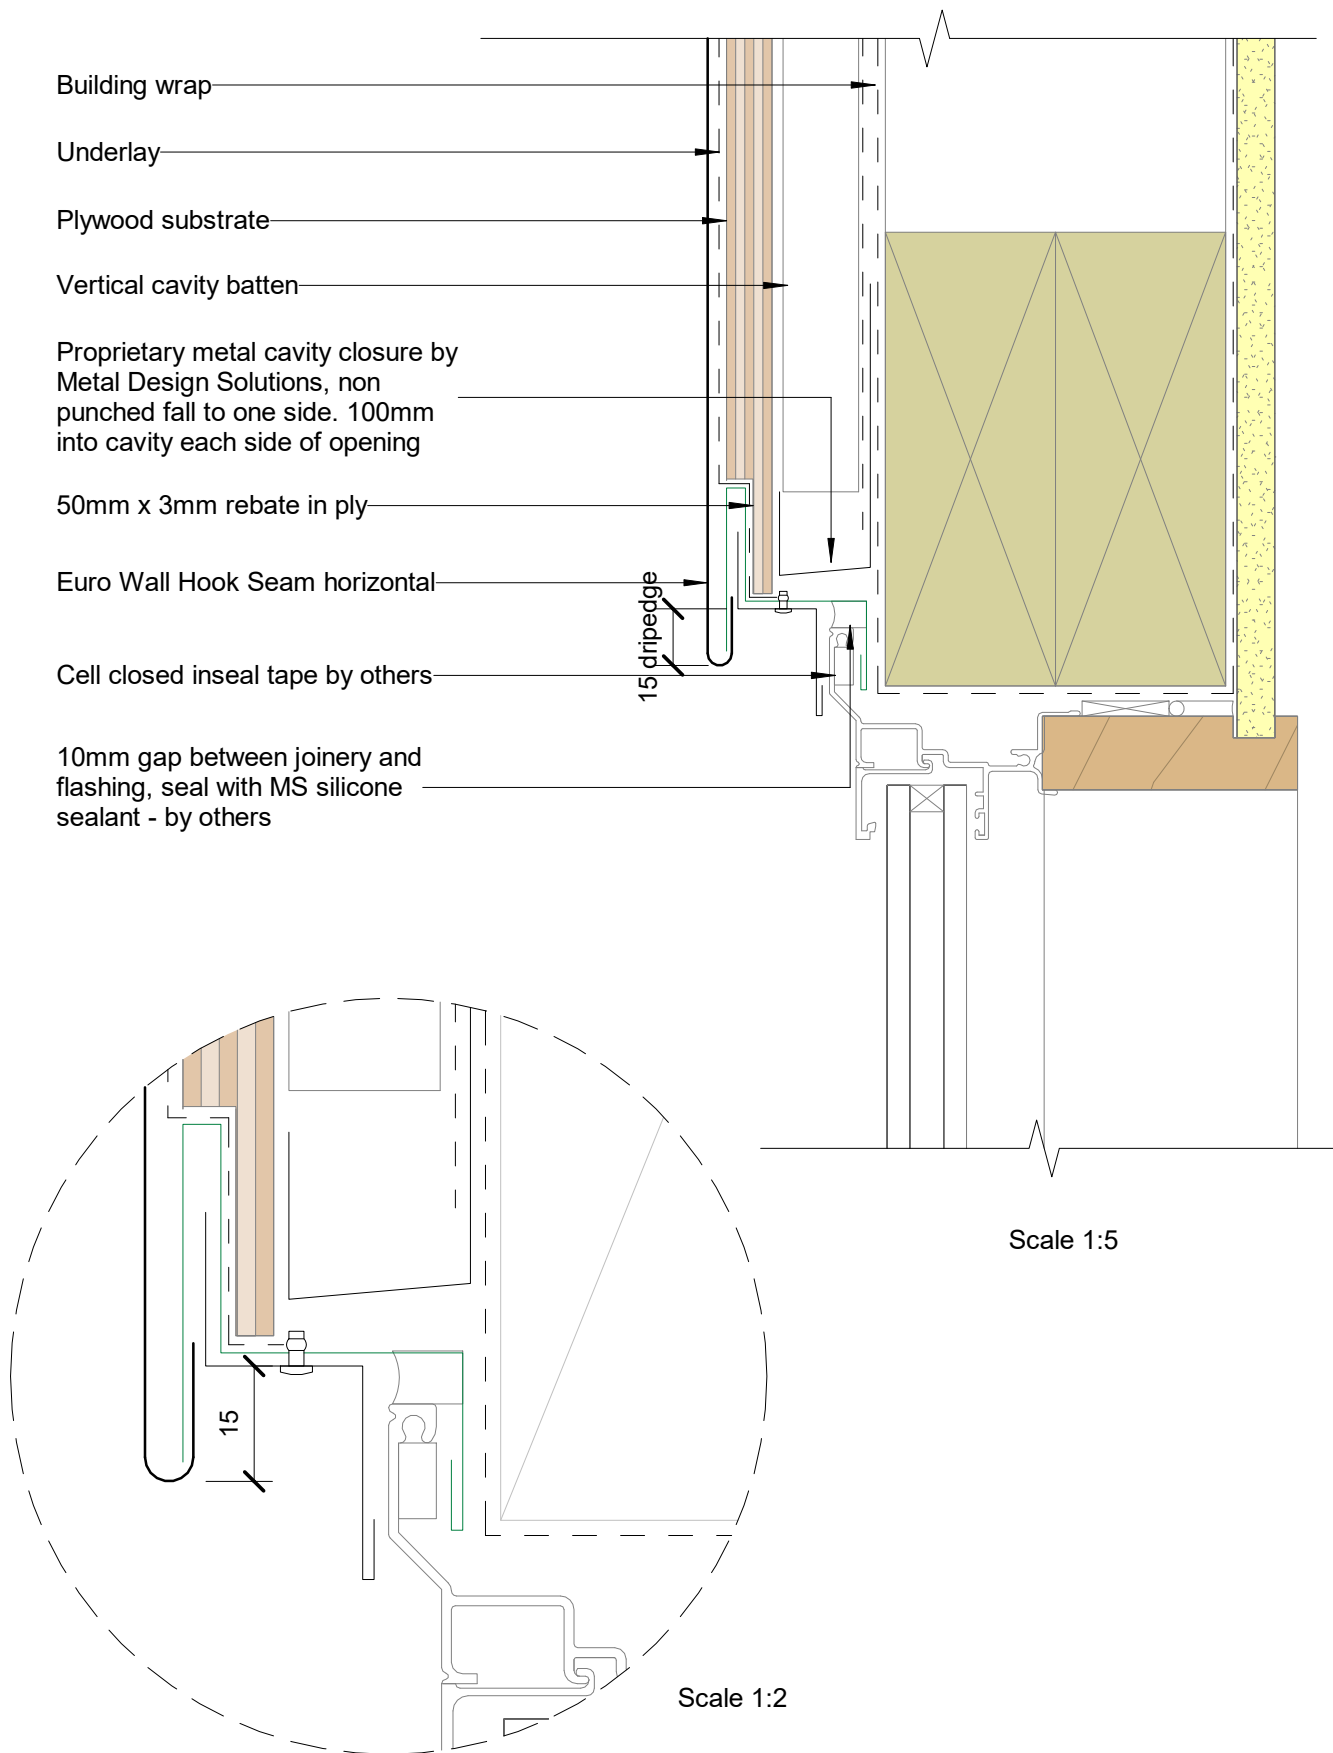 Building wrap
Underlay
Plywood substrate
Vertical cavity batten
Proprietary metal cavity closure by
Metal Design Solutions, non
punched fall to one side. 100mm
into cavity each side of opening
50mm x 3mm rebate in ply
Euro Wall Hook Seam horizontal
15 dripedge
Cell closed inseal tape by others
10mm gap between joinery and
flashing, seal with MS silicone
sealant - by others
Scale 1:5
15
Scale 1:2